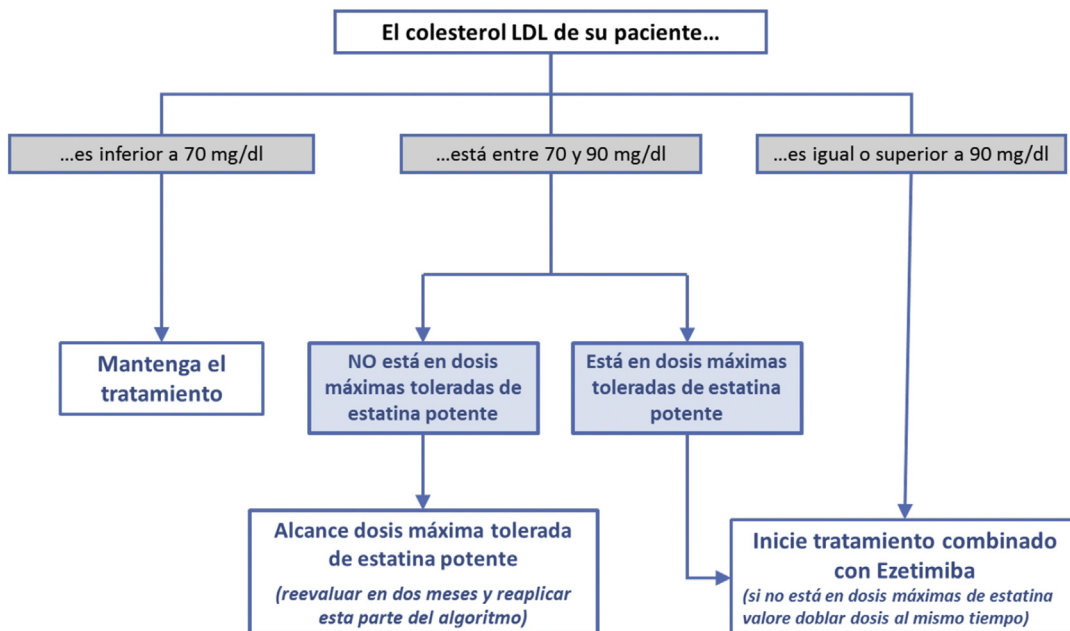 El colesterol LDL de su paciente...
...es inferior a 70 mg/dl
...está entre 70 y 90 mg/dl
...es igual o superior a 90 mg/dl
Mantenga el
tratamiento
NO está en dosis
máximas toleradas de
estatina potente
Está en dosis máximas
toleradas de estatina
potente
Alcance dosis máxima tolerada
de estatina potente
(reevaluar en dos meses y reaplicar
esta parte del algoritmo)
Inicie tratamiento combinado
con Ezetimiba
(si no está en dosis máximas de estatina
valore doblar dosis al mismo tiempo)